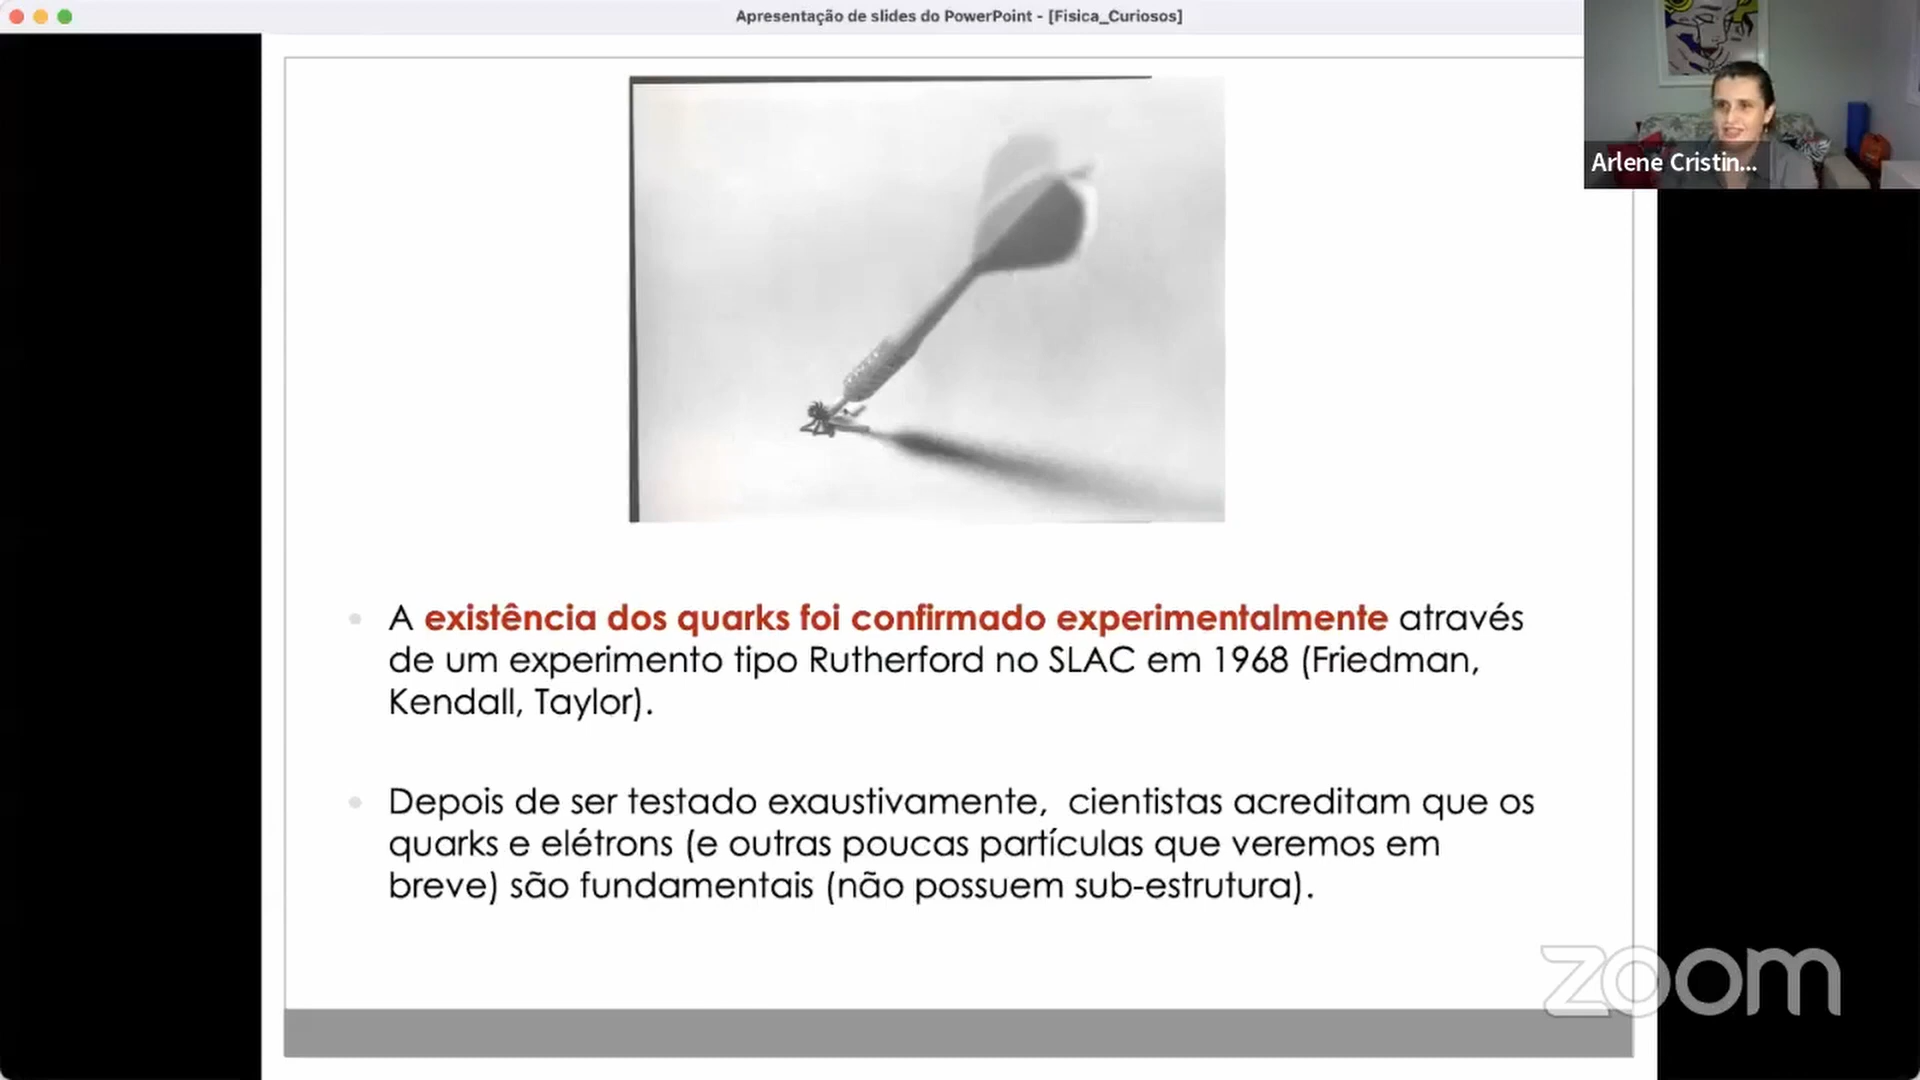 Apresentação de slides do PowerPoint - [Fisica_Curiosos]
Arlene Cristin...
A existência dos quarks foi confirmado experimentalmente através
de um experimento tipo Rutherford no SLAC em 1968 (Friedman,
Kendall, Taylor).
Depois de ser testado exaustivamente,  cientistas acreditam que os
quarks e elétrons (e outras poucas partículas que veremos em
breve) são fundamentais (não possuem sub-estrutura).
zoom